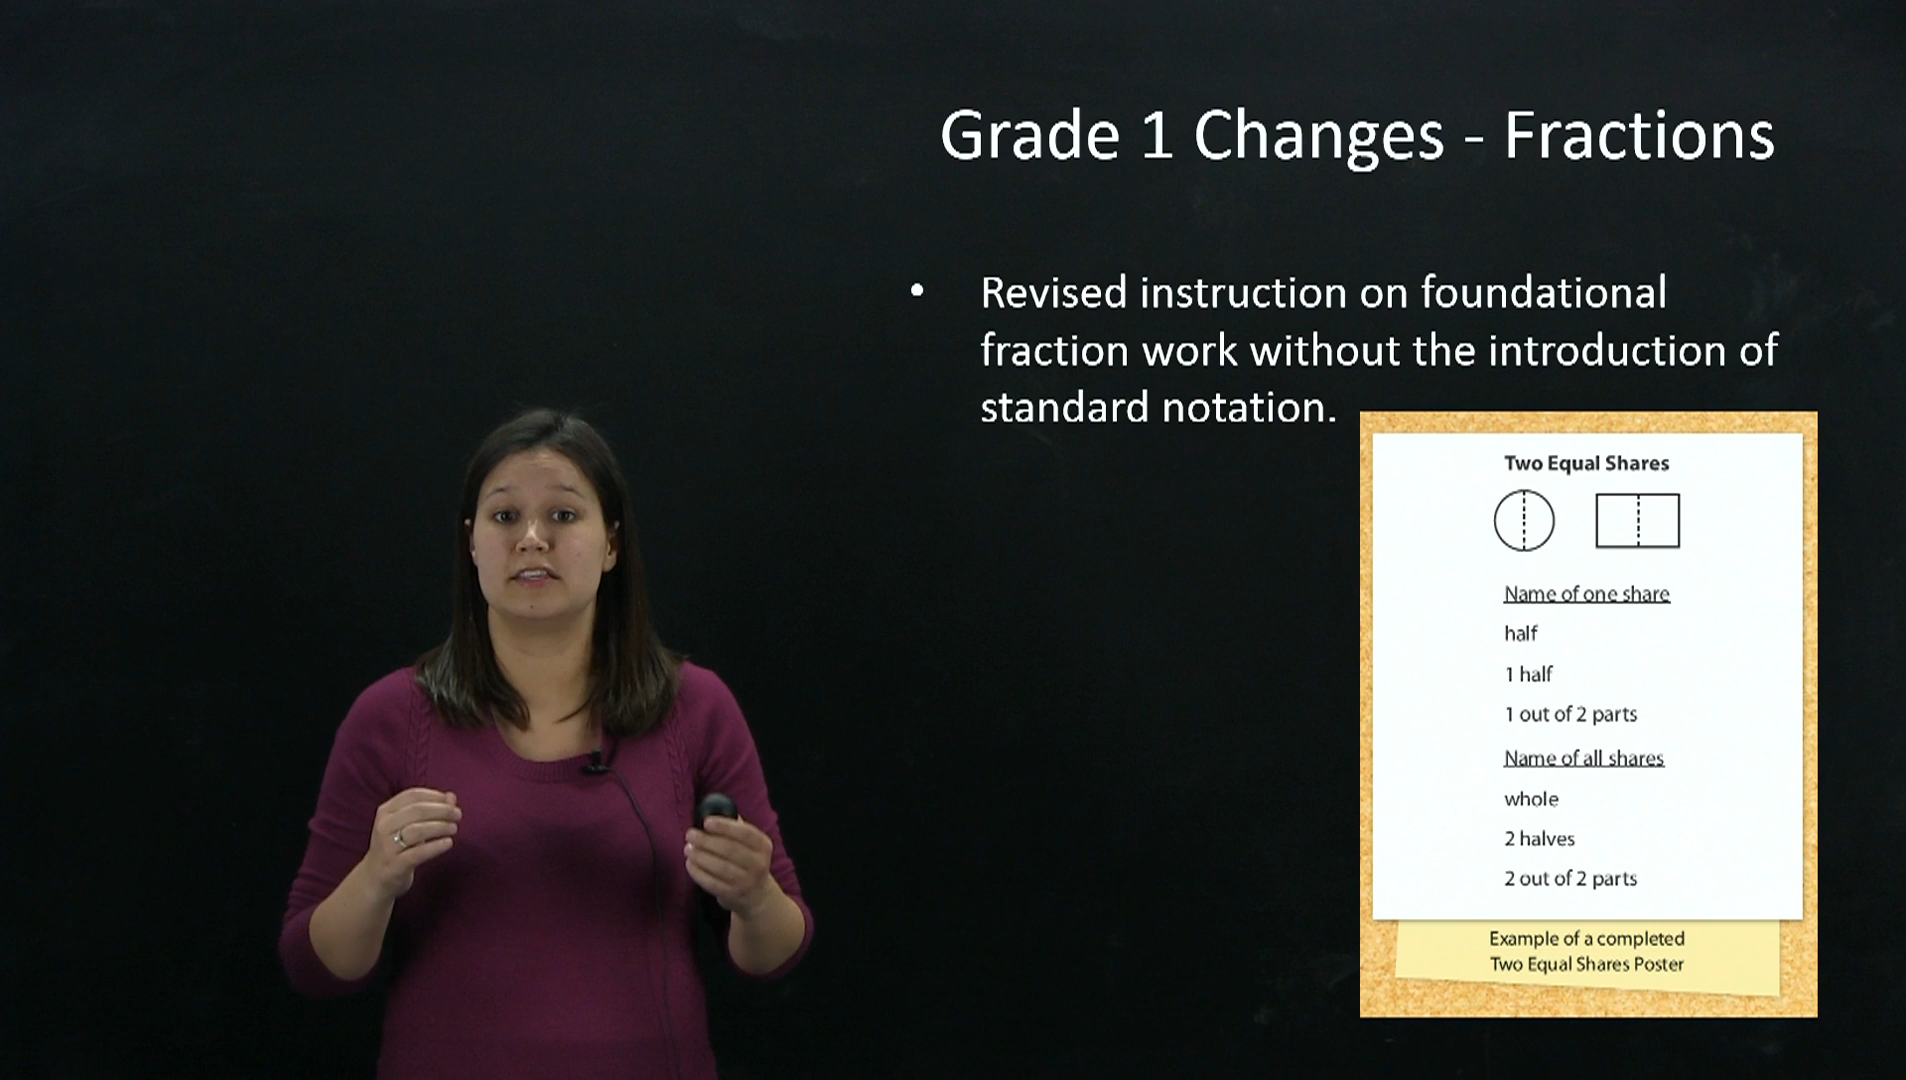 Grade 1 Changes - Fractions
• Revised instruction on foundational
fraction work without the introduction of
standard notation.
Two Equal Shares
Name of one share
half
1 half
1 out of 2 parts
Name of all shares
whole
2 halves
2 out of 2 parts
Example of a completed
Two Equal Shares Poster